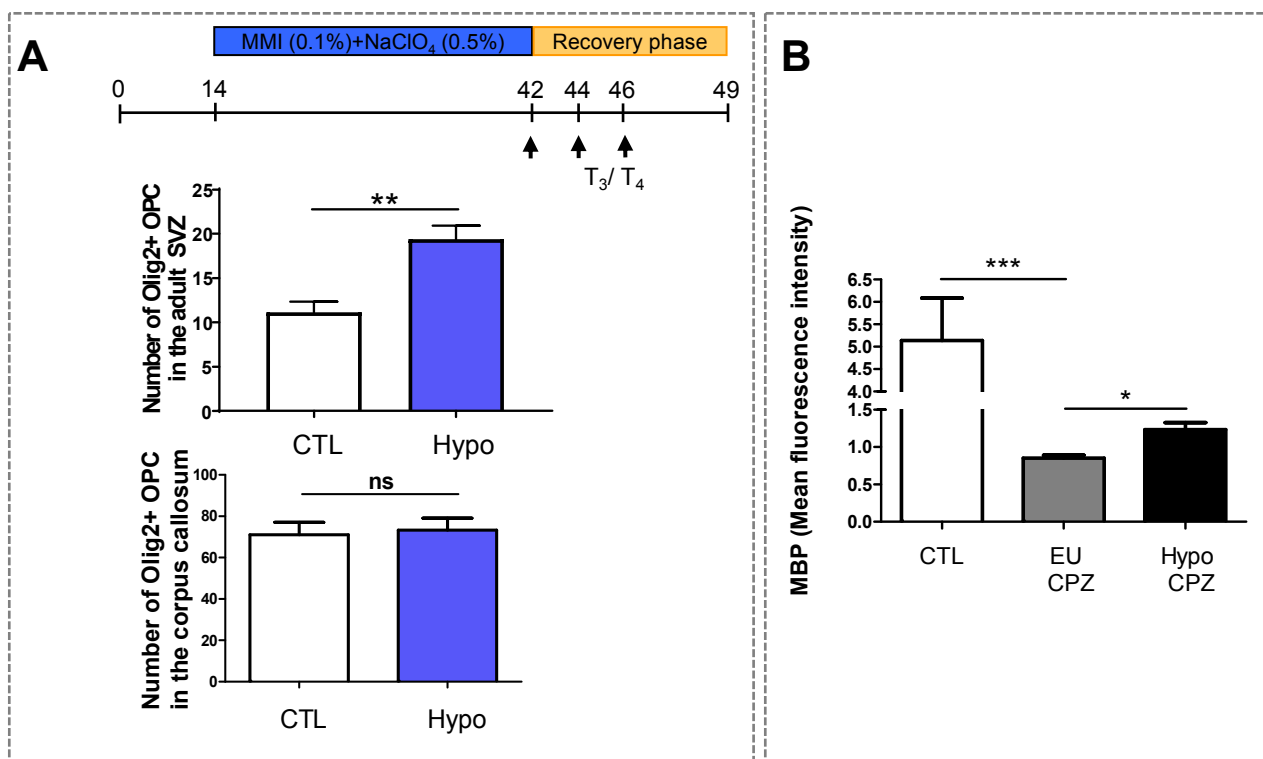 A
MMI (0.1%)+NaClO₄ (0.5%)
Recovery phase
0 14 42 44 46 49
T₃/ T₄
Number of Olig2+ OPC
in the adult SVZ
25
20
15
10
5
0
**
CTL Hypo
Number of Olig2+ OPC
in the corpus callosum
100
80
60
40
20
0
ns
CTL Hypo
B
MBP (Mean fluorescence intensity)
6.5
6.0
5.5
5.0
4.5
4.0
1.5
1.0
0.5
0.0
***
*
CTL EU Hypo
CPZ CPZ